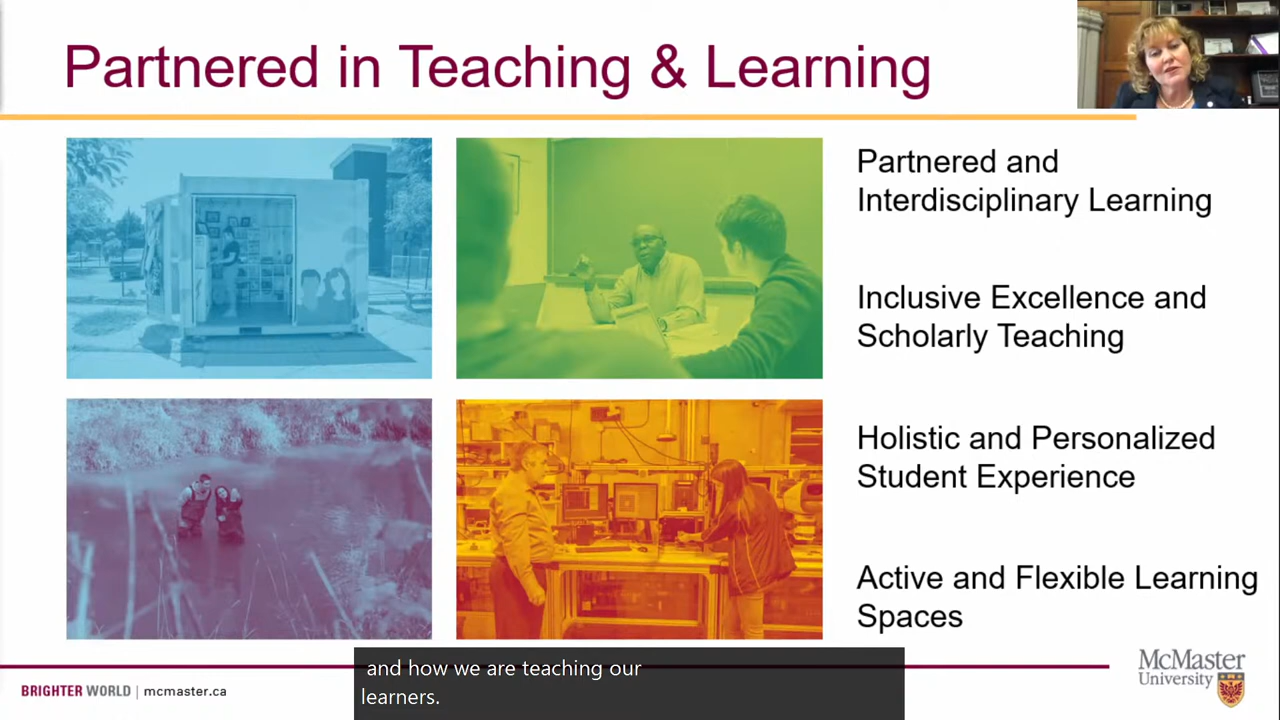 Partnered in Teaching & Learning
Partnered and
Interdisciplinary Learning
Inclusive Excellence and
Scholarly Teaching
Holistic and Personalized
Student Experience
Active and Flexible Learning
Spaces
and how we are teaching our
learners.
BRIGHTER WORLD | mcmaster.ca
McMaster
University